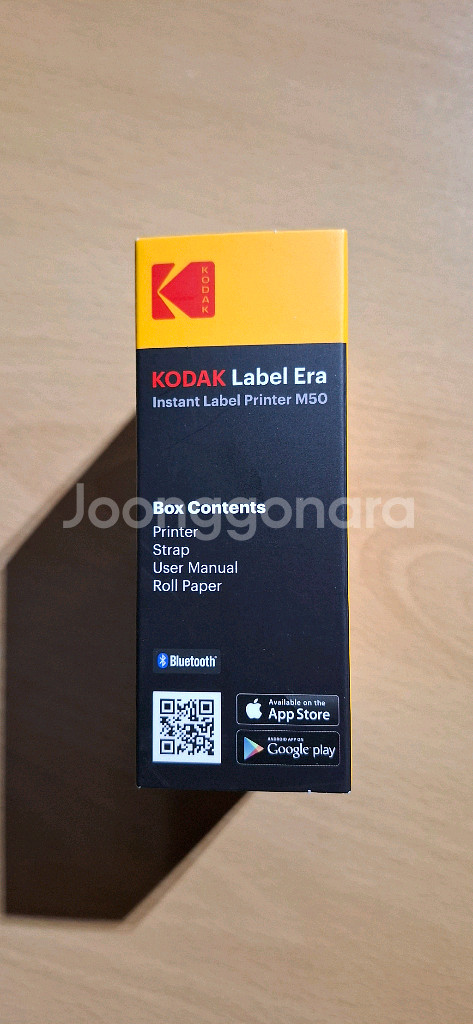 KODAK
KODAK Label Era
Instant Label Printer M50
Joonggonara
Box Contents
Printer
Strap
User Manual
Roll Paper
Bluetooth
Available on the
App Store
ANDROID APP ON
Google play